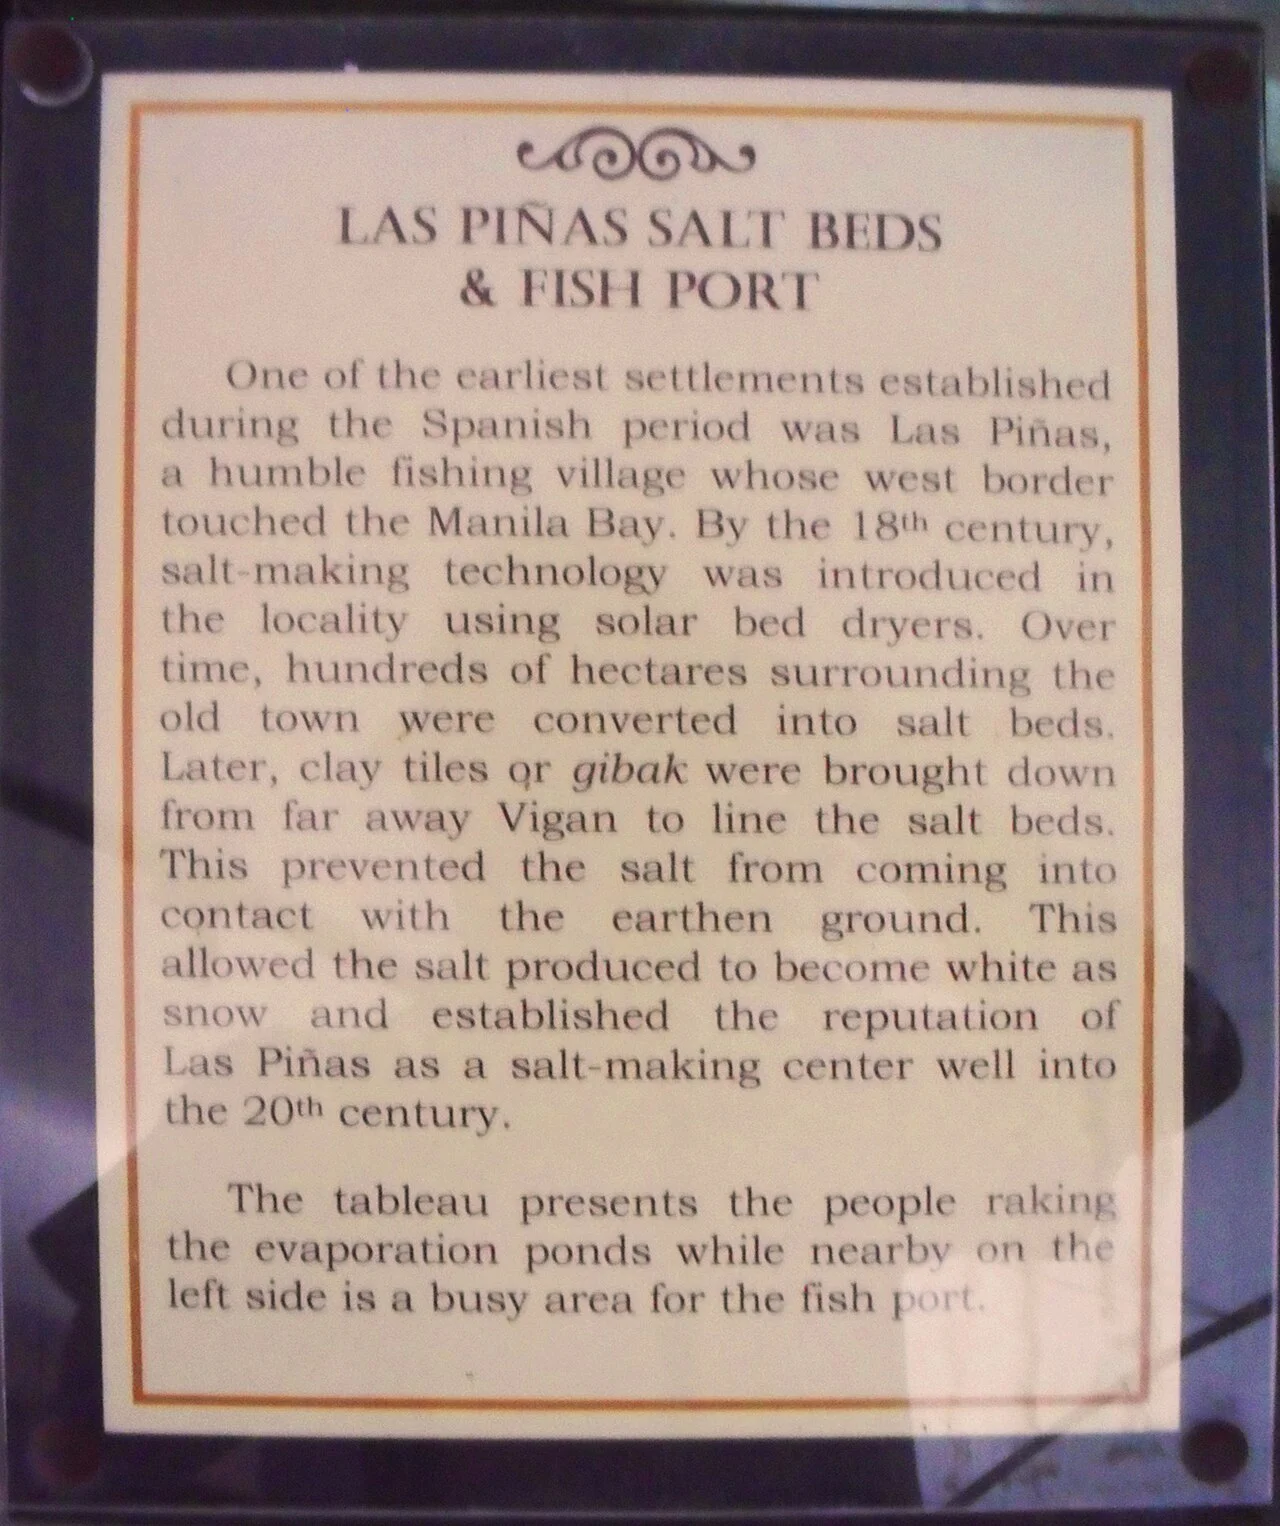 LAS PIÑAS SALT BEDS
& FISH PORT
One of the earliest settlements established
during the Spanish period was Las Piñas,
a humble fishing village whose west border
touched the Manila Bay. By the 18th century,
salt-making technology was introduced in
the locality using solar bed dryers. Over
time, hundreds of hectares surrounding the
old town were converted into salt beds.
Later, clay tiles or gibak were brought down
from far away Vigan to line the salt beds.
This prevented the salt from coming into
contact with the earthen ground. This
allowed the salt produced to become white as
snow and established the reputation of
Las Piñas as a salt-making center well into
the 20th century.
The tableau presents the people raking
the evaporation ponds while nearby on the
left side is a busy area for the fish port.